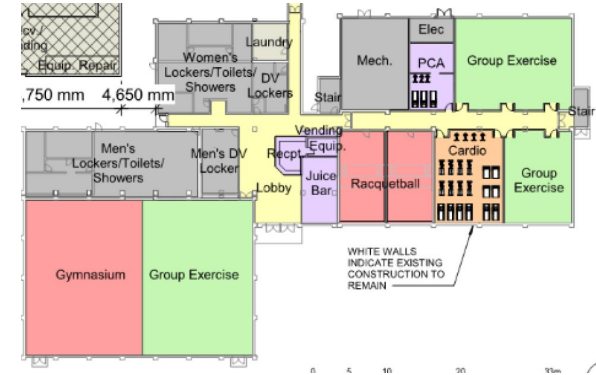 cv./
ding
Equip. Repair
,750 mm
4,650 mm
Women's
Lockers/Toilets/
Showers
Laundry
DV
Lockers
Stair
Mech.
Elec
PCA
Group Exercise
Stair
Men's
Lockers/Toilets/
Showers
Men's DV
Locker
Lobby
Vending
Equip.
Recpt.
Juice
Bar
Racquetball
Cardio
Group
Exercise
Gymnasium
Group Exercise
WHITE WALLS
INDICATE EXISTING
CONSTRUCTION TO
REMAIN
0 5 10 20 33m